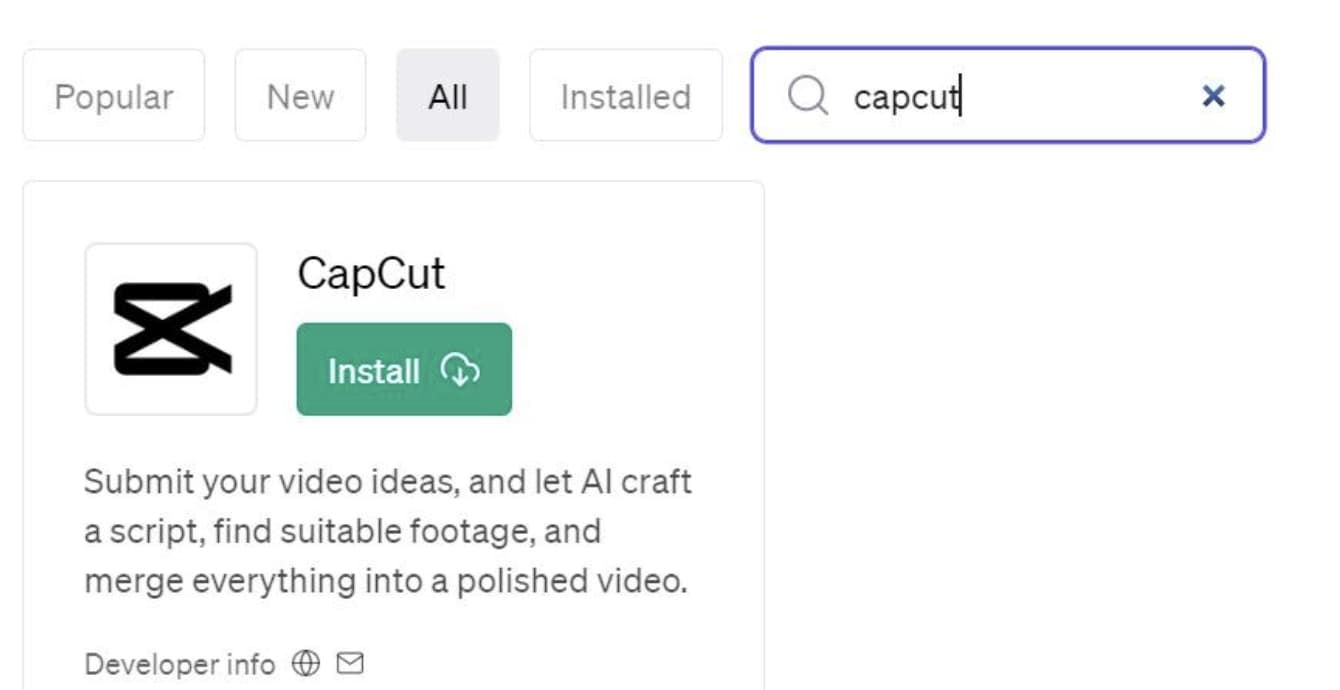 Popular New All Installed capcut
CapCut
Install
Submit your video ideas, and let AI craft
a script, find suitable footage, and
merge everything into a polished video.
Developer info